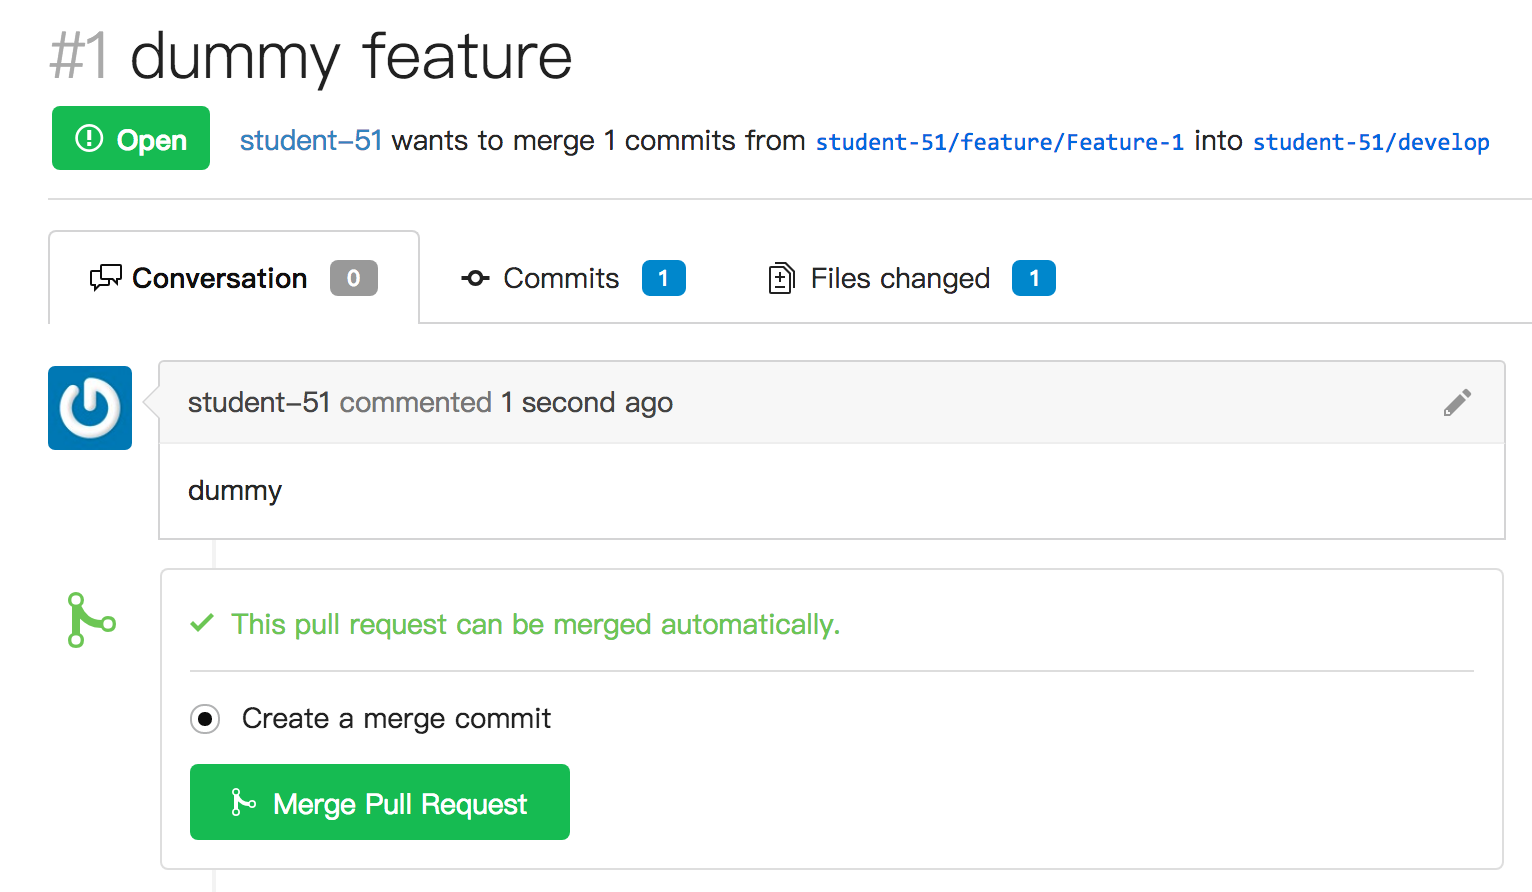 #1 dummy feature
Open student-51 wants to merge 1 commits from student-51/feature/Feature-1 into student-51/develop
Conversation 0 Commits 1 Files changed 1
student-51 commented 1 second ago
dummy
This pull request can be merged automatically.
Create a merge commit
Merge Pull Request